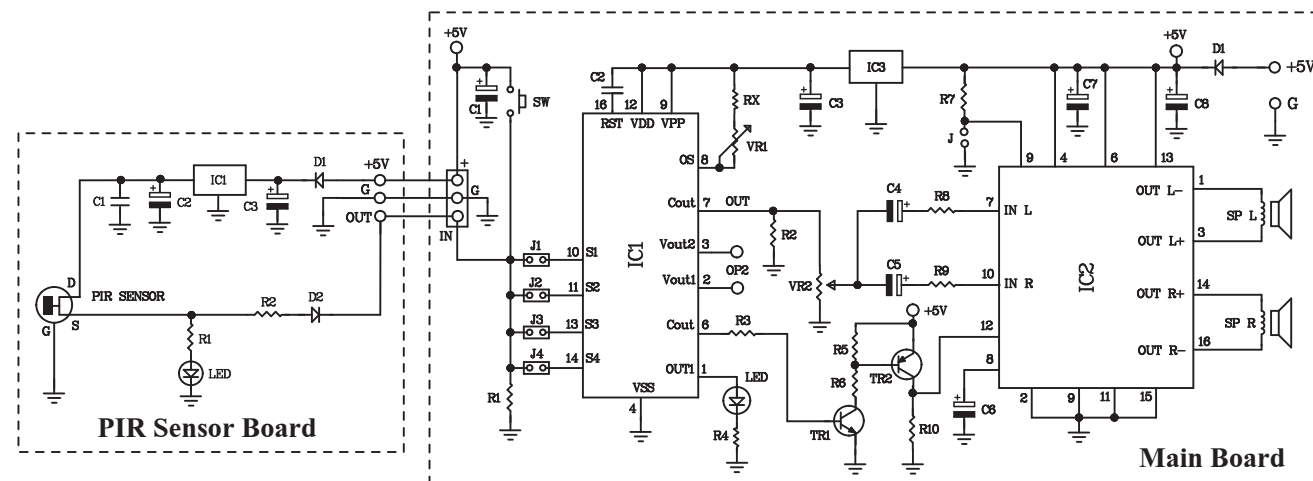 +5V
D1
C1
C2
IC1
C3
+5V
G
OUT
D
PIR SENSOR
G
S
R2
D2
R1
LED
PIR Sensor Board
+5V
C1
SW
+
G
IN
J1
J2
J3
J4
R1
C2
16
12
9
RST
VDD
VPP
OS
8
Cout
7
OUT
Vout2
3
Vout1
2
OP2
Cout
6
OUT1
1
10
S1
11
S2
13
S3
14
S4
IC1
VSS
4
RX
VR1
C3
IC3
R2
VR2
R3
LED
R4
TR1
R5
R6
TR2
+5V
R10
C4
R8
C5
R9
C6
R7
J
C7
+5V
C8
D1
+5V
G
9
4
6
13
7
IN L
10
IN R
12
8
IC2
OUT L-
1
OUT L+
3
OUT R+
14
OUT R-
16
2
9
11
15
SP L
SP R
Main Board